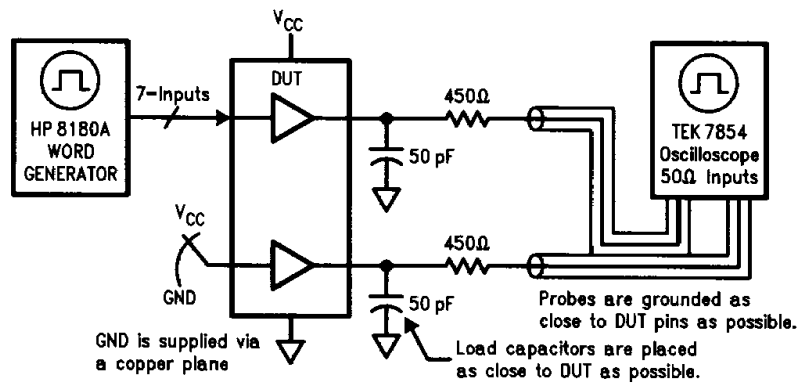 VCC
DUT
7-Inputs
HP 8180A
WORD
GENERATOR
450Ω
50 pF
TEK 7854
Oscilloscope
50Ω Inputs
VCC
GND
450Ω
50 pF
Probes are grounded as
close to DUT pins as possible.
GND is supplied via
a copper plane
Load capacitors are placed
as close to DUT as possible.